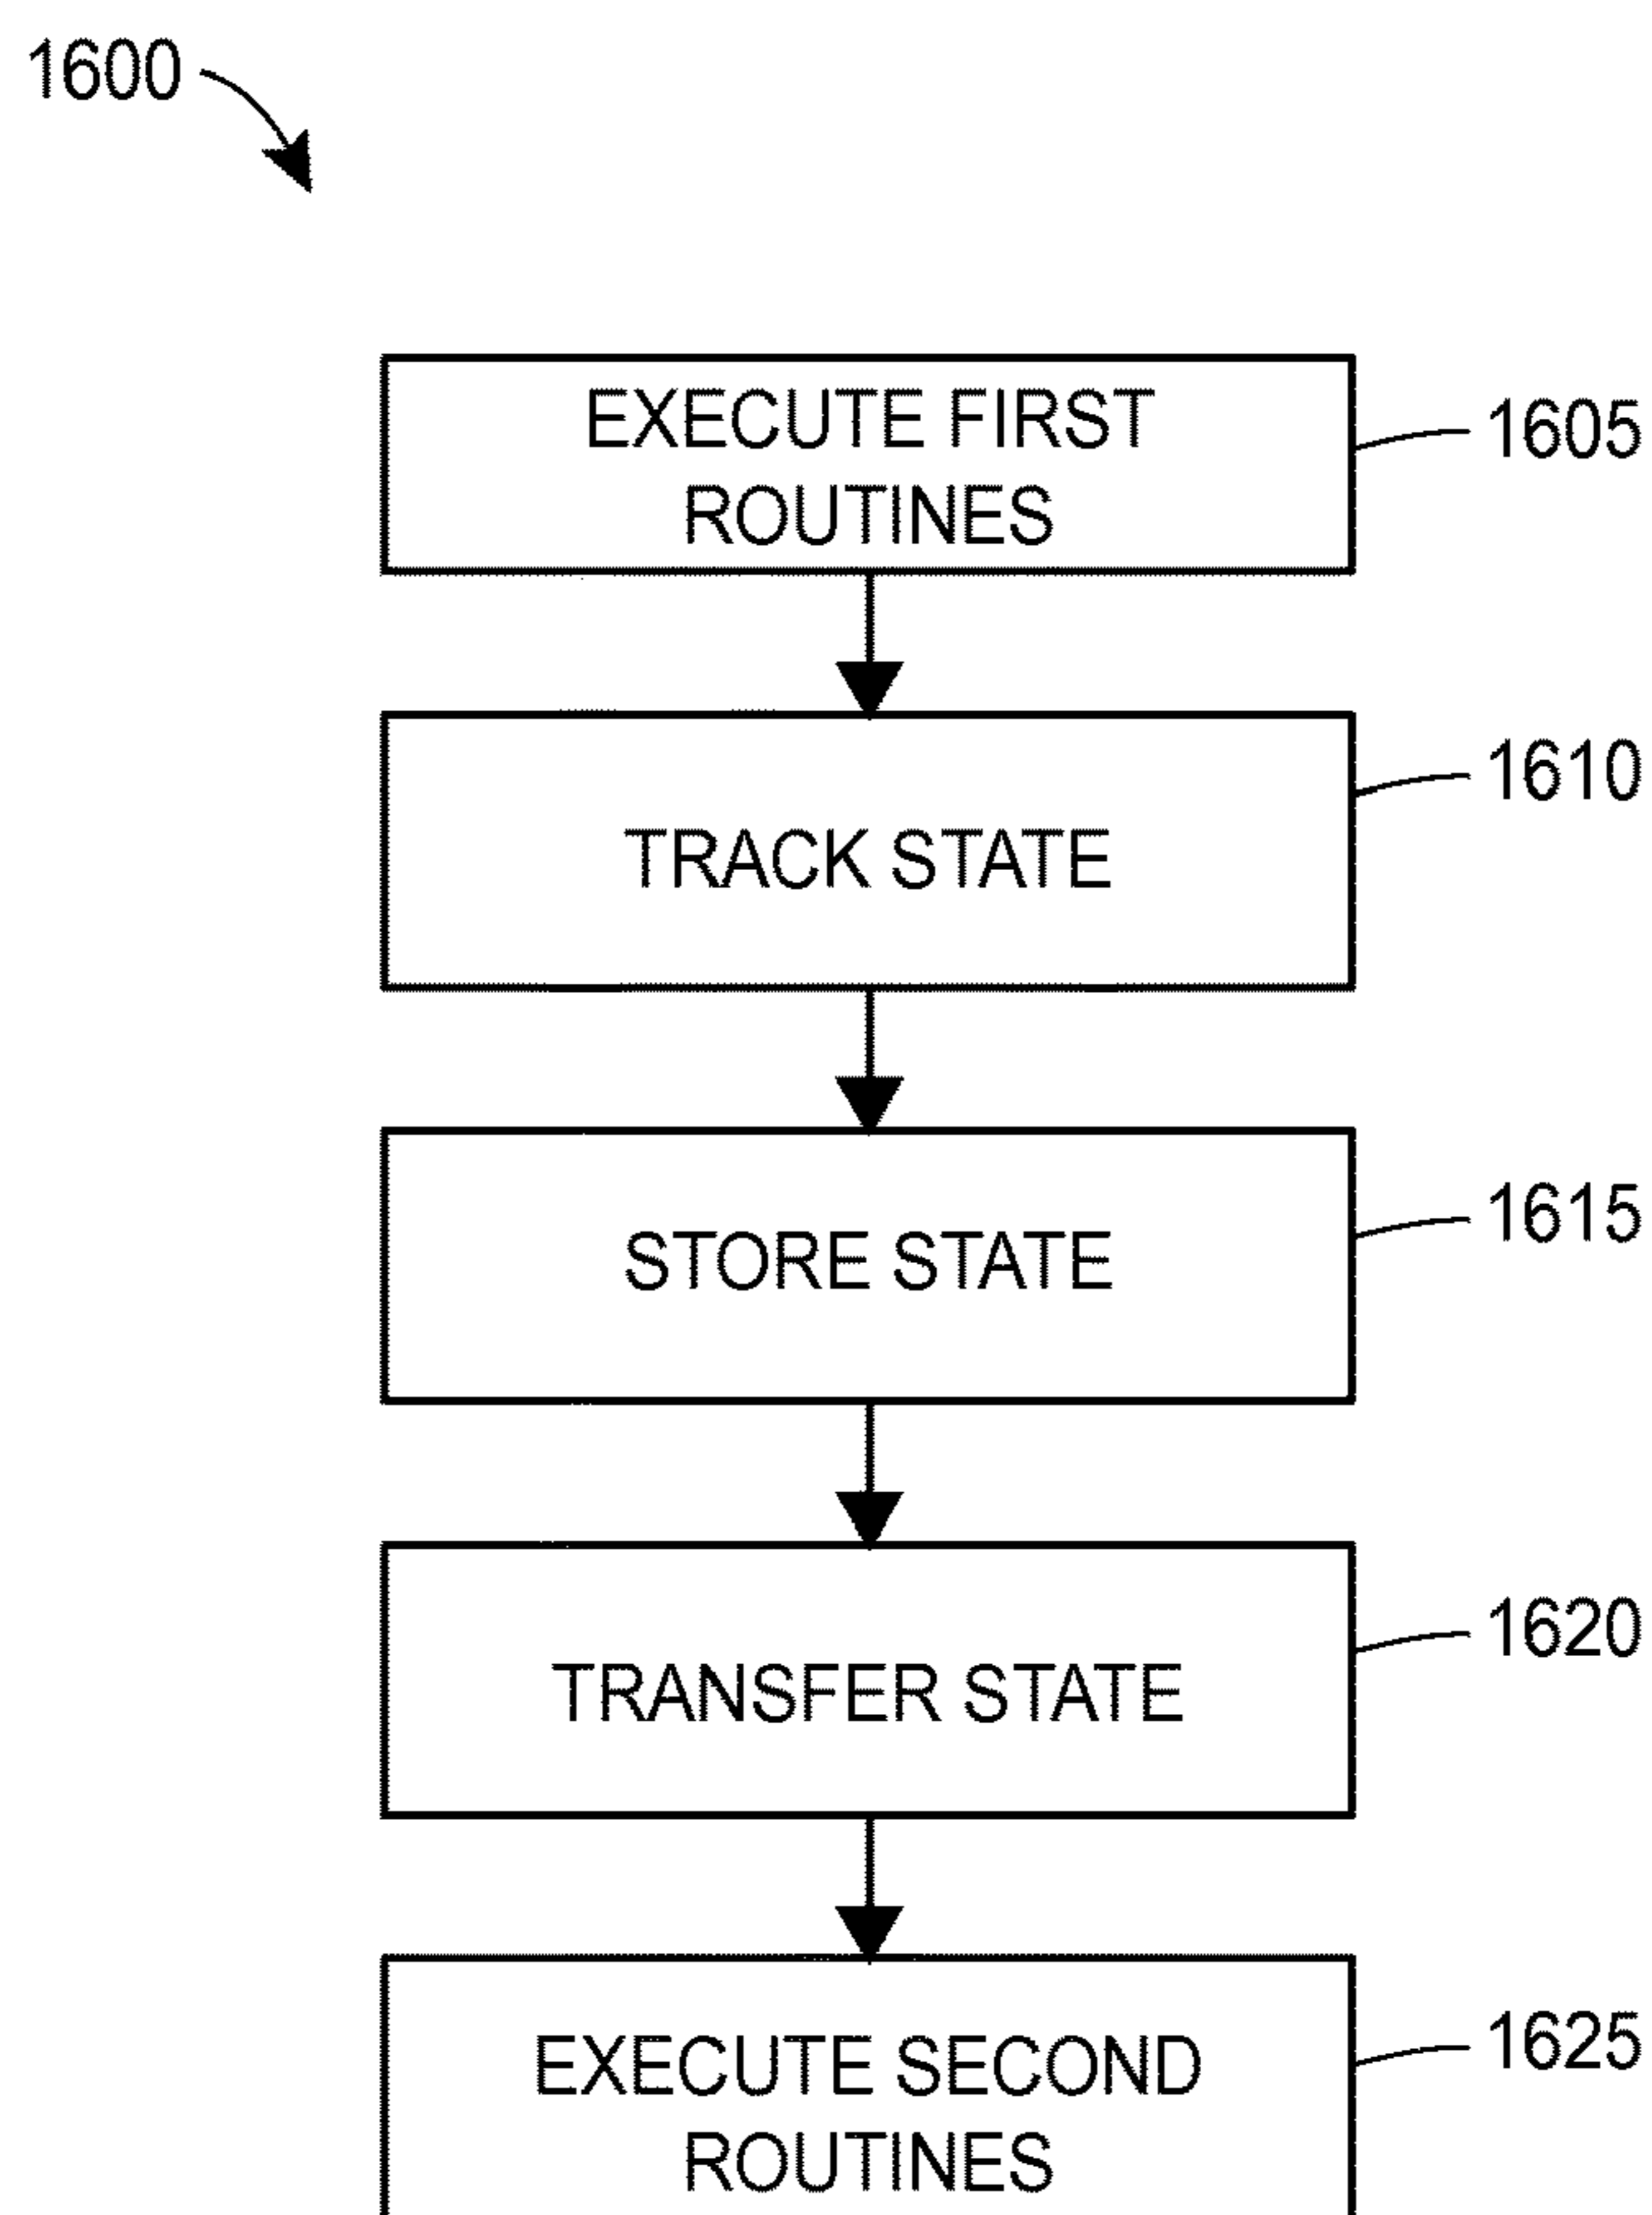 1600
EXECUTE FIRST
ROUTINES
1605
TRACK STATE
1610
STORE STATE
1615
TRANSFER STATE
1620
EXECUTE SECOND
ROUTINES
1625